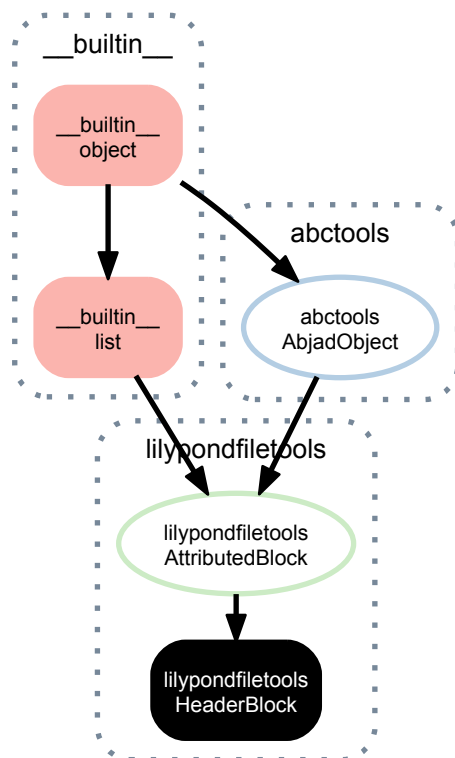 __builtin__
__builtin__
object
abctools
__builtin__
list
abctools
AbjadObject
lilypondfiletools
lilypondfiletools
AttributedBlock
lilypondfiletools
HeaderBlock